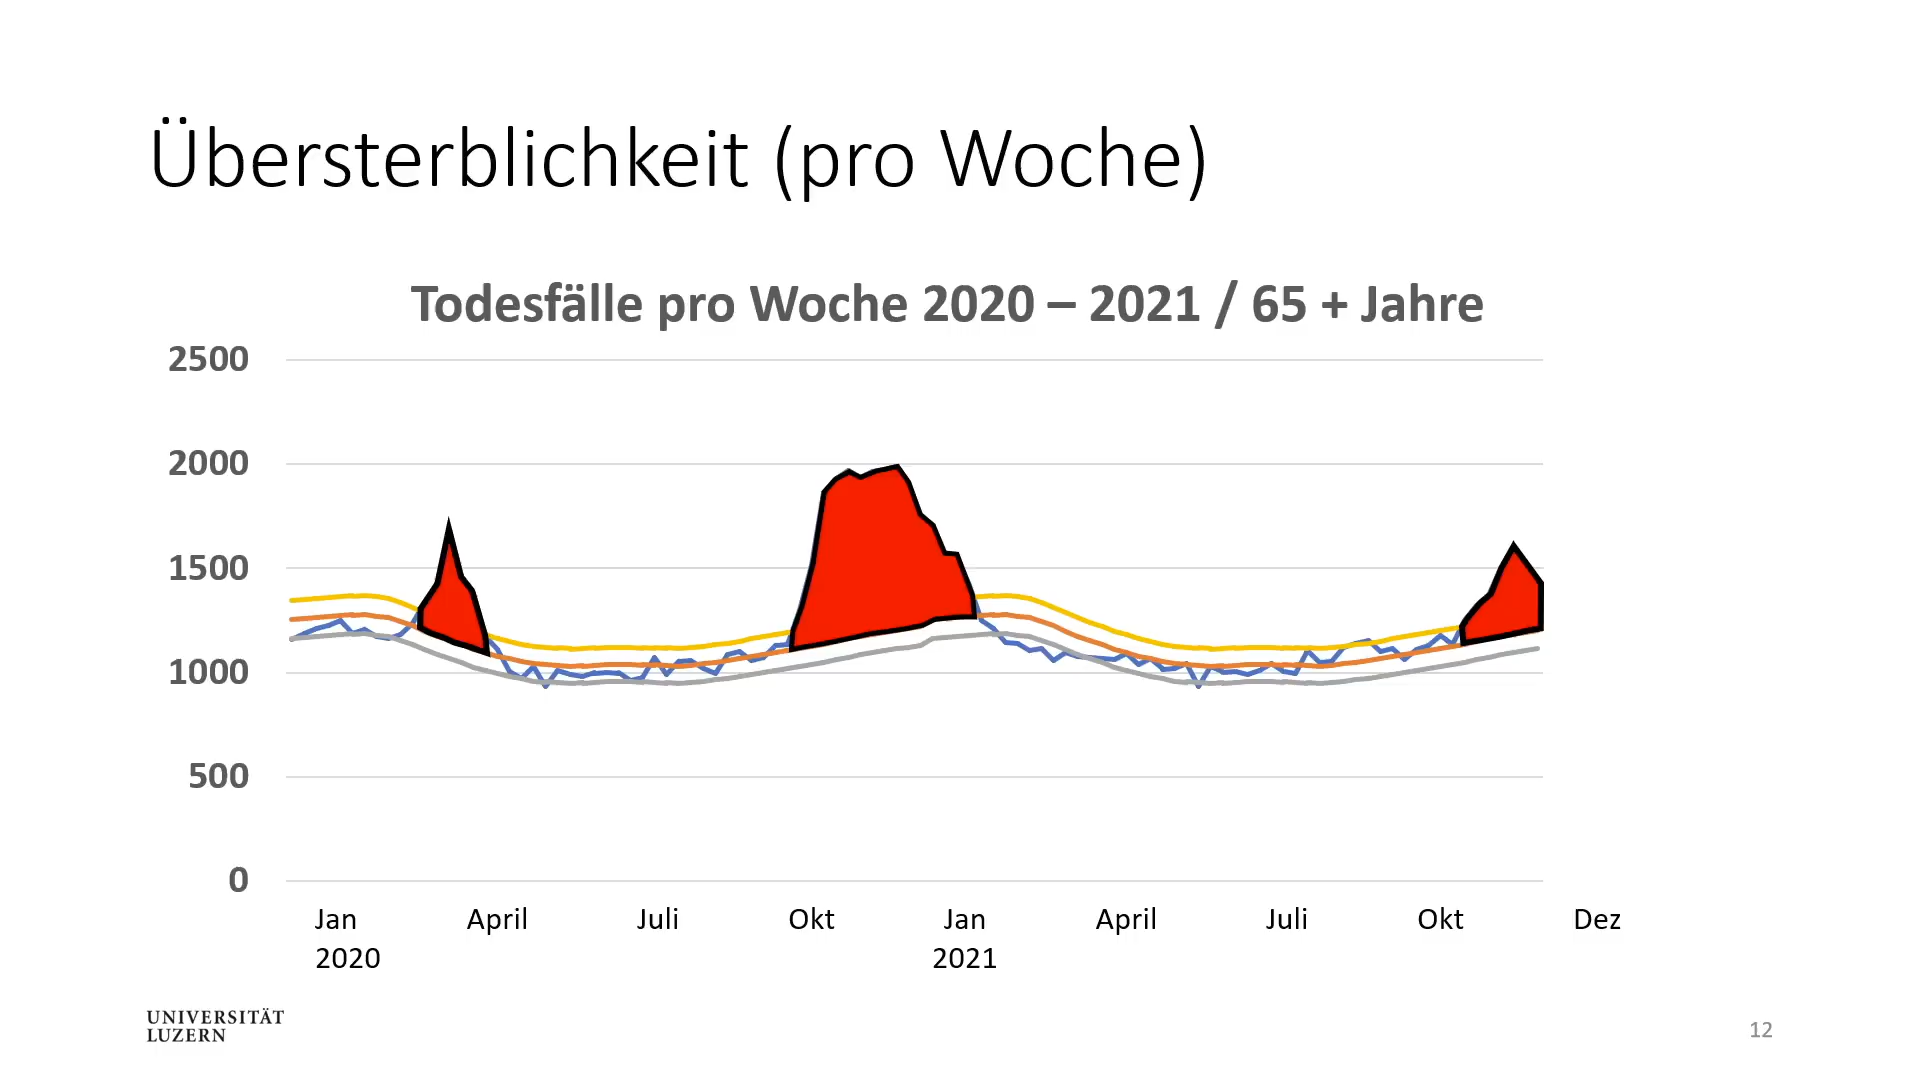 Übersterblichkeit (pro Woche)
Todesfälle pro Woche 2020 – 2021 / 65 + Jahre
2500
2000
1500
1000
500
0
Jan April Juli Okt Jan April Juli Okt Dez
2020 2021
UNIVERSITÄT
LUZERN
12